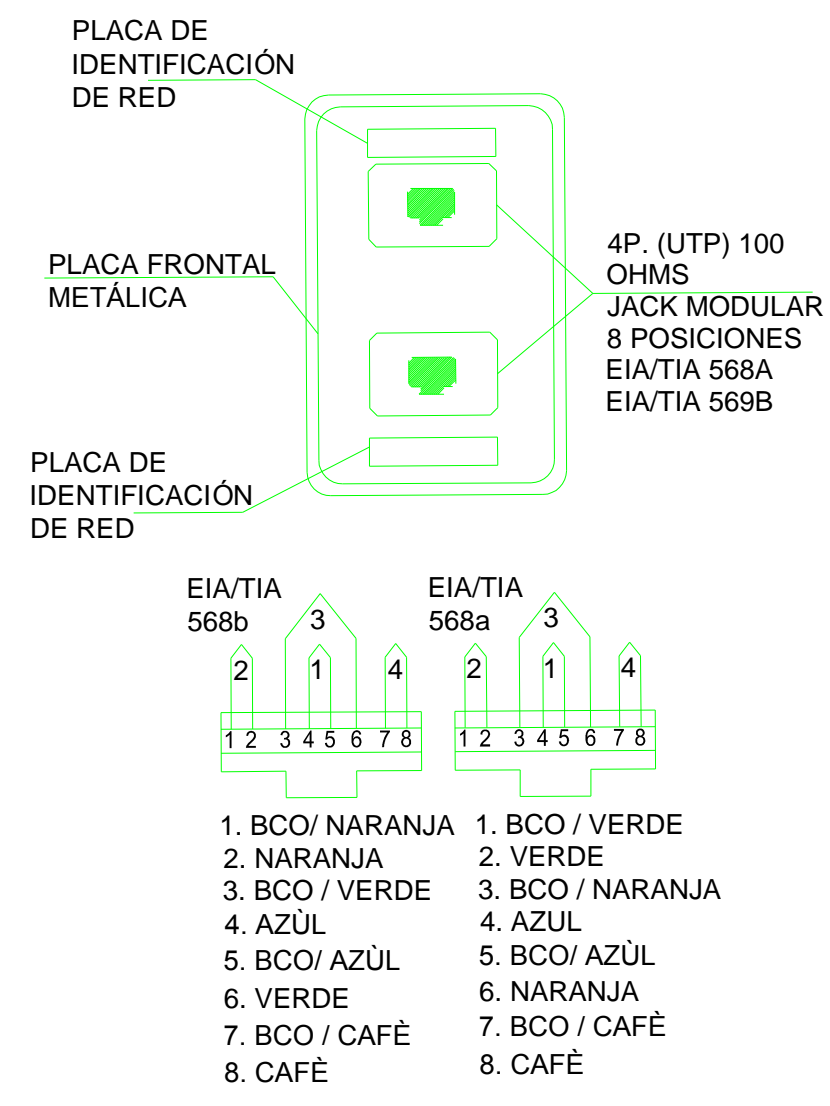 PLACA DE
IDENTIFICACIÓN
DE RED
PLACA FRONTAL
METÁLICA
4P. (UTP) 100
OHMS
JACK MODULAR
8 POSICIONES
EIA/TIA 568A
EIA/TIA 569B
PLACA DE
IDENTIFICACIÓN
DE RED
EIA/TIA
568b
3
2 1 4
1 2 3 4 5 6 7 8
1. BCO/ NARANJA
2. NARANJA
3. BCO / VERDE
4. AZÙL
5. BCO/ AZÙL
6. VERDE
7. BCO / CAFÈ
8. CAFÈ
EIA/TIA
568a
3
2 1 4
1 2 3 4 5 6 7 8
1. BCO / VERDE
2. VERDE
3. BCO / NARANJA
4. AZUL
5. BCO/ AZÙL
6. NARANJA
7. BCO / CAFÈ
8. CAFÈ